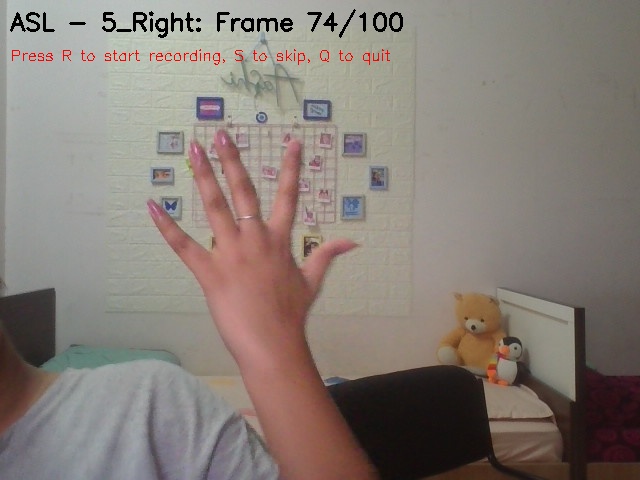 ASL - 5_Right: Frame 74/100
Press R to start recording, S to skip, Q to quit